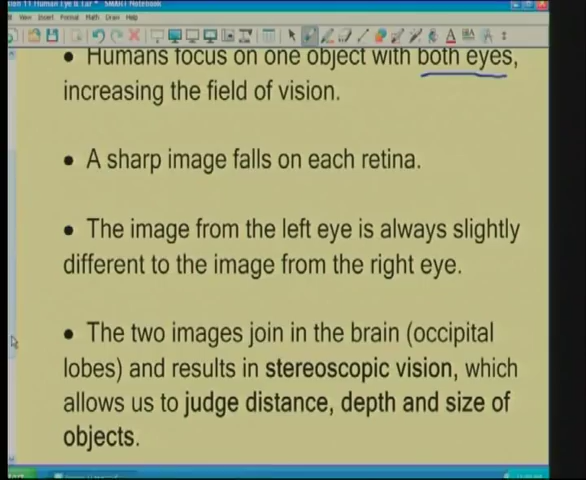 SMART Notebook
• Humans focus on one object with both eyes,
increasing the field of vision.
• A sharp image falls on each retina.
• The image from the left eye is always slightly
different to the image from the right eye.
• The two images join in the brain (occipital
lobes) and results in stereoscopic vision, which
allows us to judge distance, depth and size of
objects.